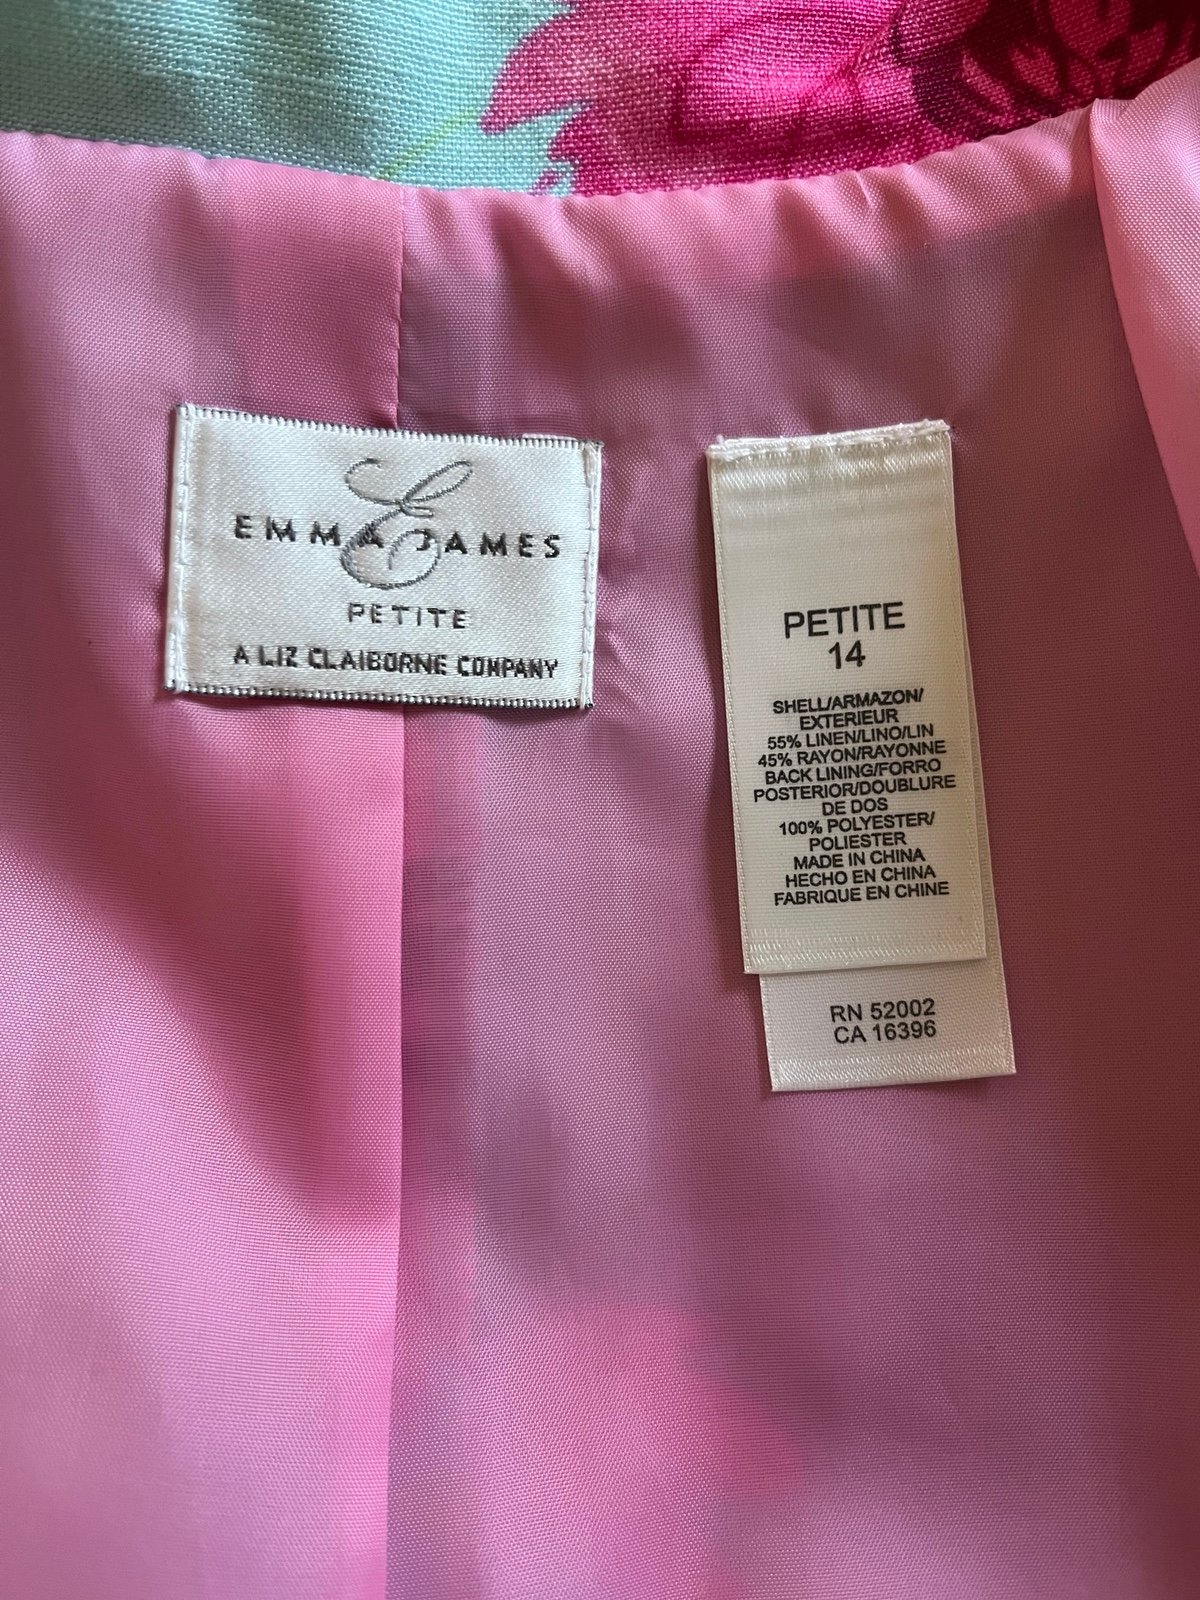 E
EMMA JAMES
PETITE
A LIZ CLAIBORNE COMPANY
PETITE
14
SHELL/ARMAZON/
EXTERIEUR
55% LINEN/LINO/LIN
45% RAYON/RAYONNE
BACK LINING/FORRO
POSTERIOR/DOUBLURE
DE DOS
100% POLYESTER/
POLIESTER
MADE IN CHINA
HECHO EN CHINA
FABRIQUE EN CHINE
RN 52002
CA 16396